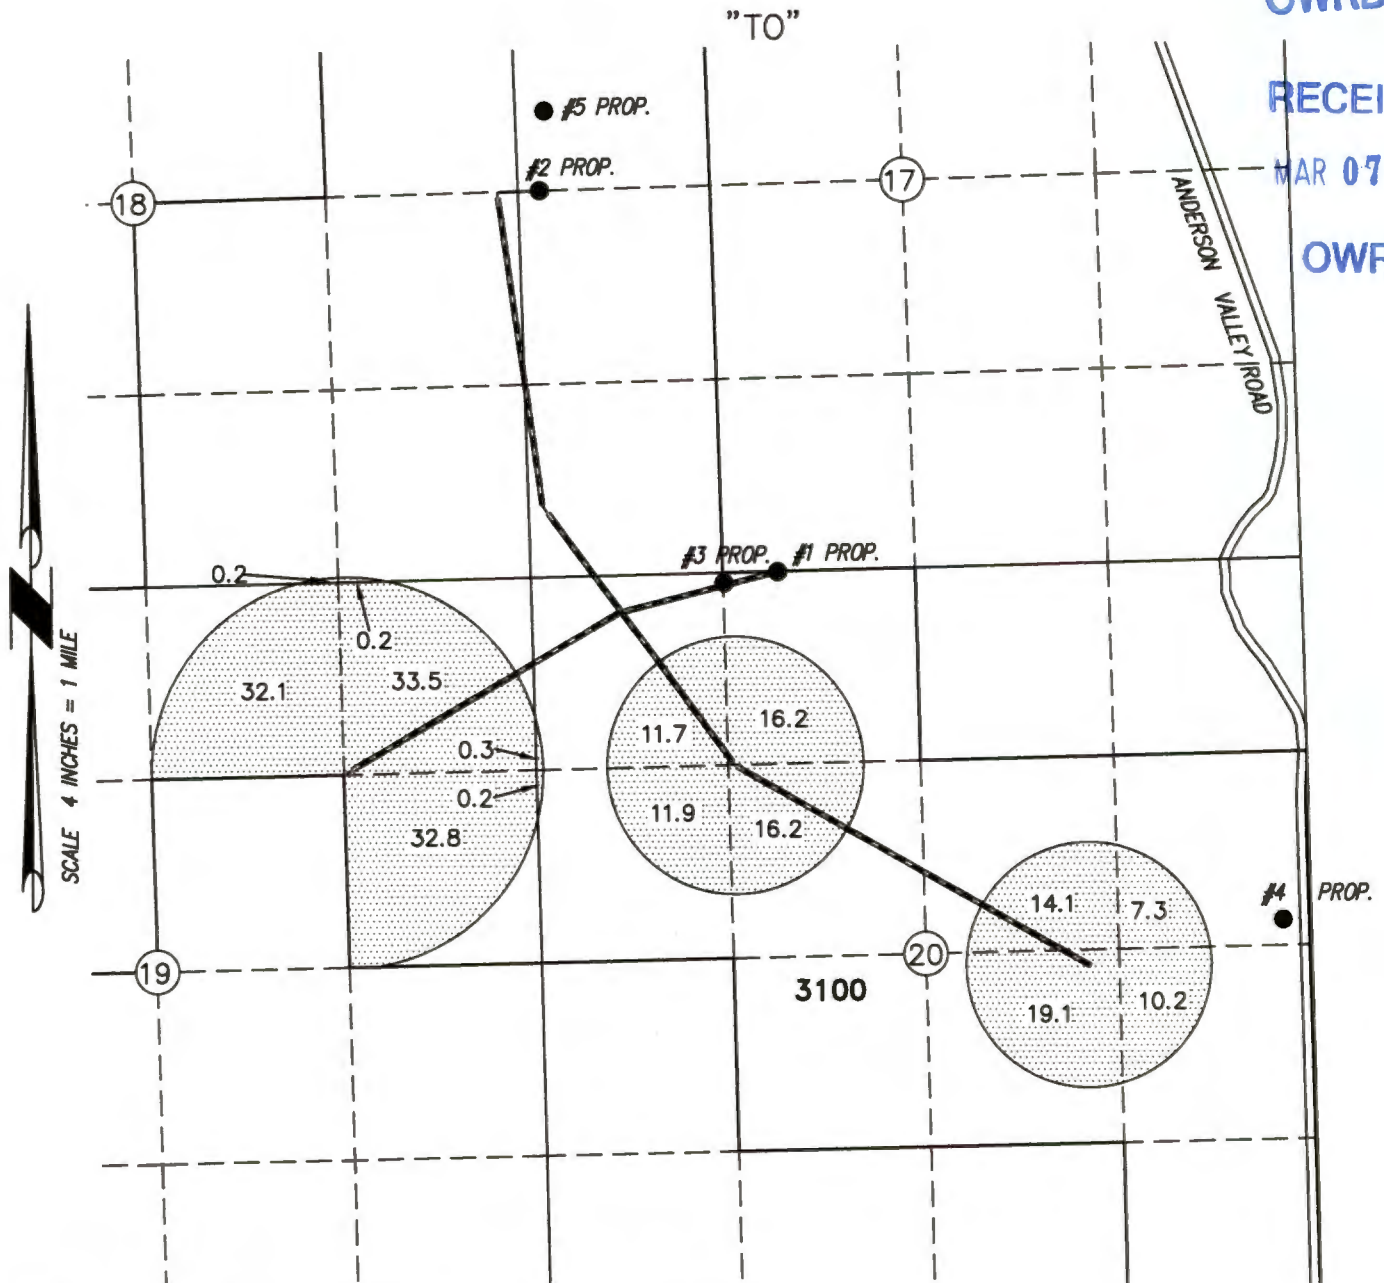 "TO"
RECEI
MAR 07
OWR
#5 PROP.
#2 PROP.
18
17
ANDERSON VALLEY ROAD
#3 PROP.
#1 PROP.
0.2
0.2
32.1
33.5
SCALE 4 INCHES = 1 MILE
11.7
16.2
0.3
0.2
11.9
16.2
32.8
14.1
7.3
#4 PROP.
19
20
3100
19.1
10.2